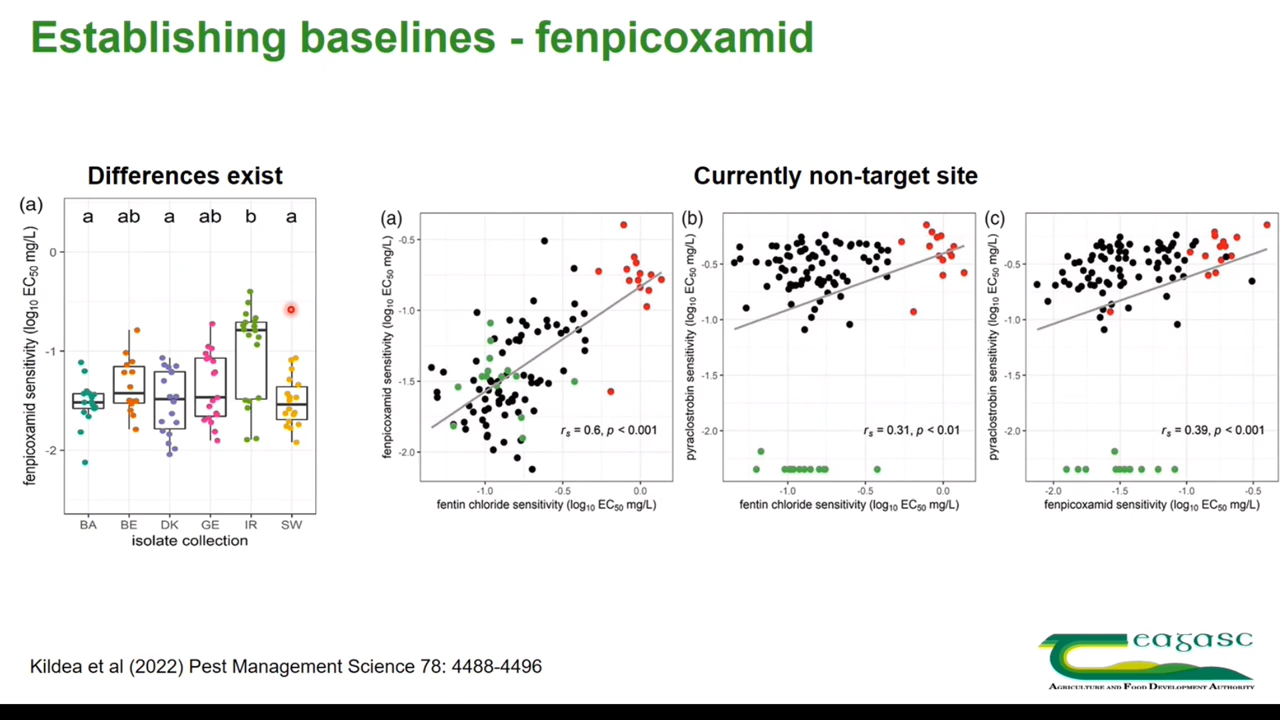 Establishing baselines - fenpicoxamid
Differences exist
Currently non-target site
(a)
a ab a ab b a
0
-1
-2
fenpicoxamid sensitivity (log10 EC50 mg/L)
BA BE DK GE IR SW
isolate collection
(a)
-0.5
-1.0
-1.5
-2.0
fenpicoxamid sensitivity (log10 EC50 mg/L)
rs = 0.6, p < 0.001
-1.0 -0.5 0.0
fentin chloride sensitivity (log10 EC50 mg/L)
(b)
-0.5
-1.0
-1.5
-2.0
pyraclostrobin sensitivity (log10 EC50 mg/L)
rs = 0.31, p < 0.01
-1.0 -0.5 0.0
fentin chloride sensitivity (log10 EC50 mg/L)
(c)
-0.5
-1.0
-1.5
-2.0
pyraclostrobin sensitivity (log10 EC50 mg/L)
rs = 0.39, p < 0.001
-2.0 -1.5 -1.0 -0.5
fenpicoxamid sensitivity (log10 EC50 mg/L)
Kildea et al (2022) Pest Management Science 78: 4488-4496
Teagasc
AGRICULTURE AND FOOD DEVELOPMENT AUTHORITY